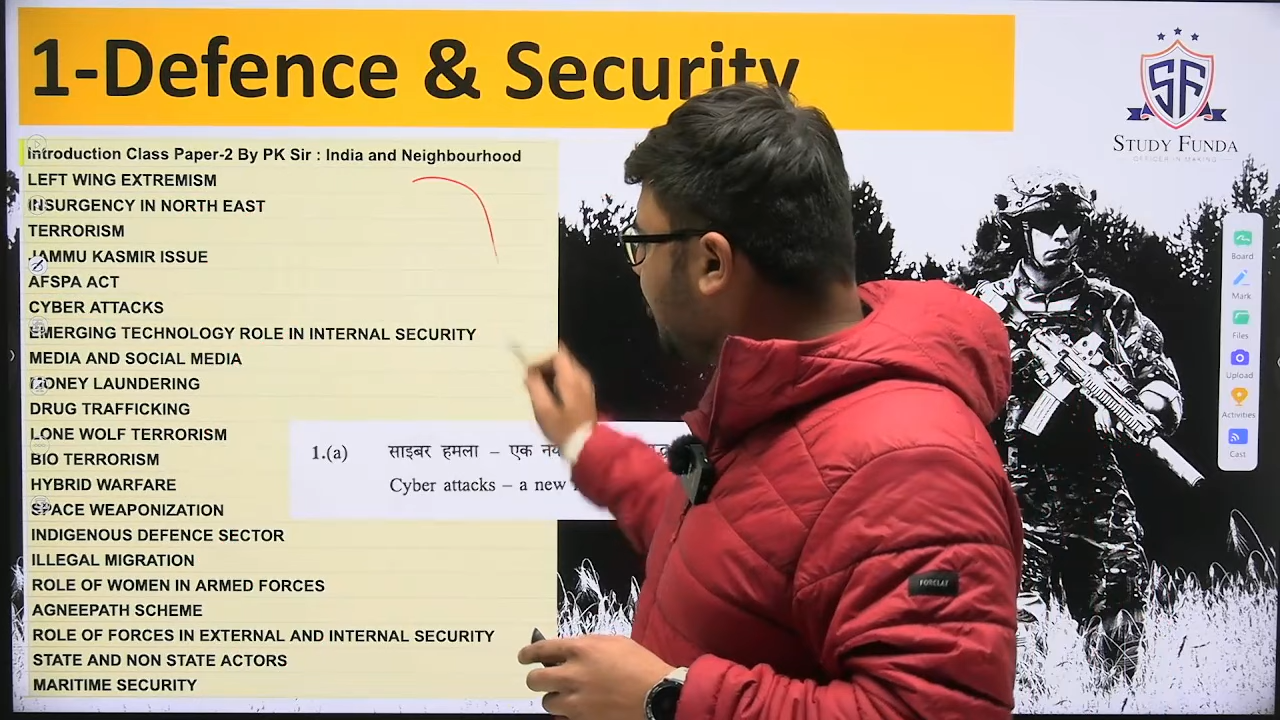 1-Defence & Security
STUDY FUNDA
OFFICER IN MAKING
Introduction Class Paper-2 By PK Sir : India and Neighbourhood
LEFT WING EXTREMISM
INSURGENCY IN NORTH EAST
TERRORISM
JAMMU KASMIR ISSUE
AFSPA ACT
CYBER ATTACKS
EMERGING TECHNOLOGY ROLE IN INTERNAL SECURITY
MEDIA AND SOCIAL MEDIA
MONEY LAUNDERING
DRUG TRAFFICKING
LONE WOLF TERRORISM
BIO TERRORISM
HYBRID WARFARE
SPACE WEAPONIZATION
INDIGENOUS DEFENCE SECTOR
ILLEGAL MIGRATION
ROLE OF WOMEN IN ARMED FORCES
AGNEEPATH SCHEME
ROLE OF FORCES IN EXTERNAL AND INTERNAL SECURITY
STATE AND NON STATE ACTORS
MARITIME SECURITY
1.(a) साइबर हमला – एक
Cyber attacks – a new
Board
Mark
Files
Upload
Activities
Cast
FORCLAZ